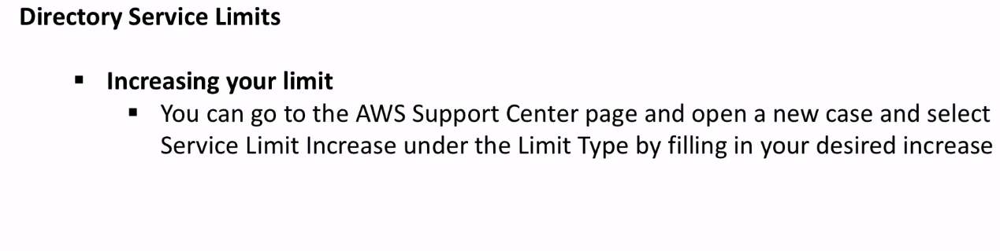 Directory Service Limits
▪ Increasing your limit
▪ You can go to the AWS Support Center page and open a new case and select
Service Limit Increase under the Limit Type by filling in your desired increase